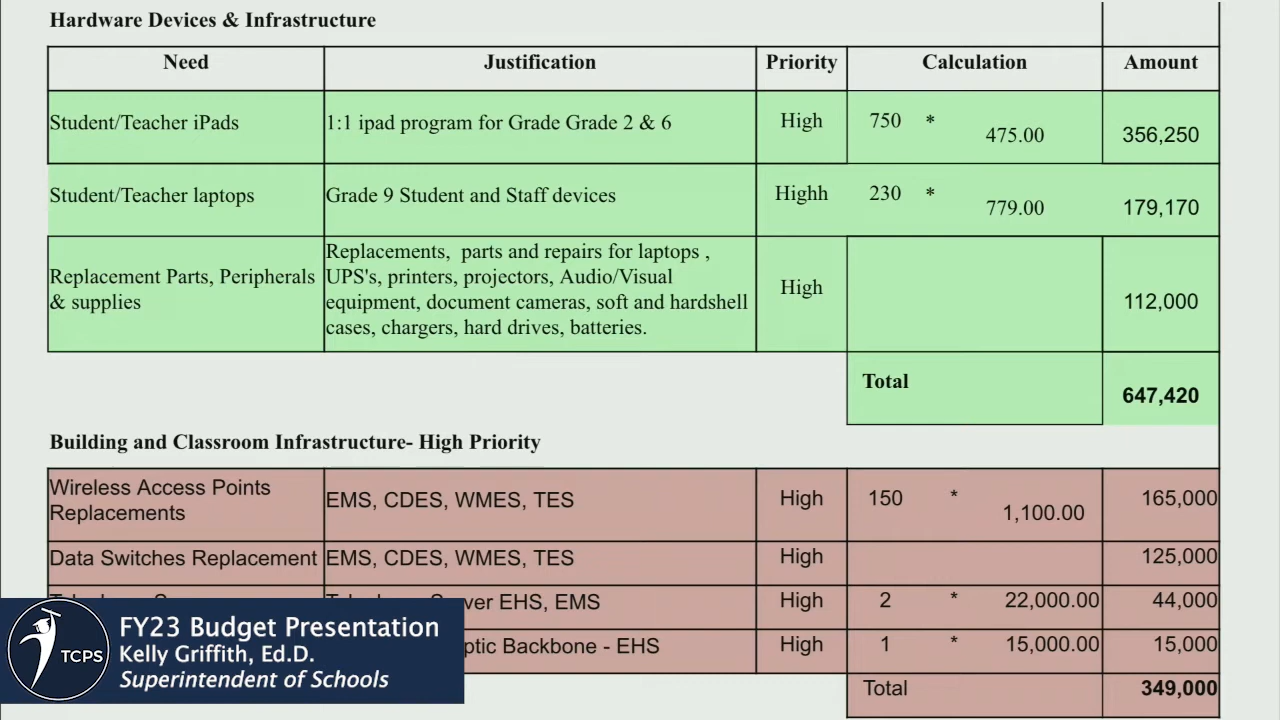 Hardware Devices & Infrastructure
Need Justification Priority Calculation Amount
Student/Teacher iPads 1:1 ipad program for Grade Grade 2 & 6 High 750 * 475.00 356,250
Student/Teacher laptops Grade 9 Student and Staff devices Highh 230 * 779.00 179,170
Replacement Parts, Peripherals
& supplies
Replacements, parts and repairs for laptops ,
UPS's, printers, projectors, Audio/Visual
equipment, document cameras, soft and hardshell
cases, chargers, hard drives, batteries.
High
112,000
Total 647,420
Building and Classroom Infrastructure- High Priority
Wireless Access Points
Replacements
EMS, CDES, WMES, TES High 150 * 1,100.00 165,000
Data Switches Replacement EMS, CDES, WMES, TES High 125,000
EHS, EMS High 2 * 22,000.00 44,000
Backbone - EHS High 1 * 15,000.00 15,000
Total 349,000
TCPS
FY23 Budget Presentation
Kelly Griffith, Ed.D.
Superintendent of Schools